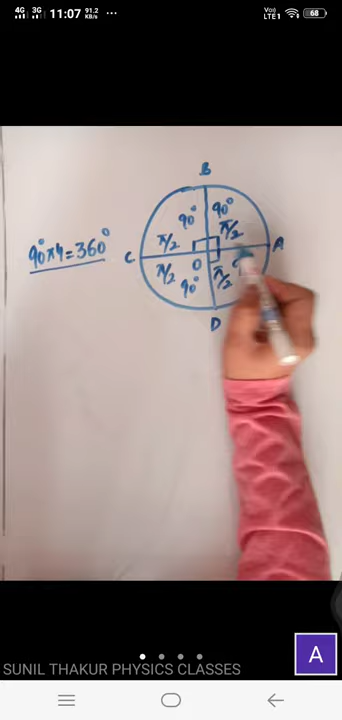 4G 3G 11:07 91.2 KB/s ... Vo) LTE1 68
B
90° 90°
π/2 π/2
90°×4=360°
C A
π/2 O π/2
90°
D
A
SUNIL THAKUR PHYSICS CLASSES